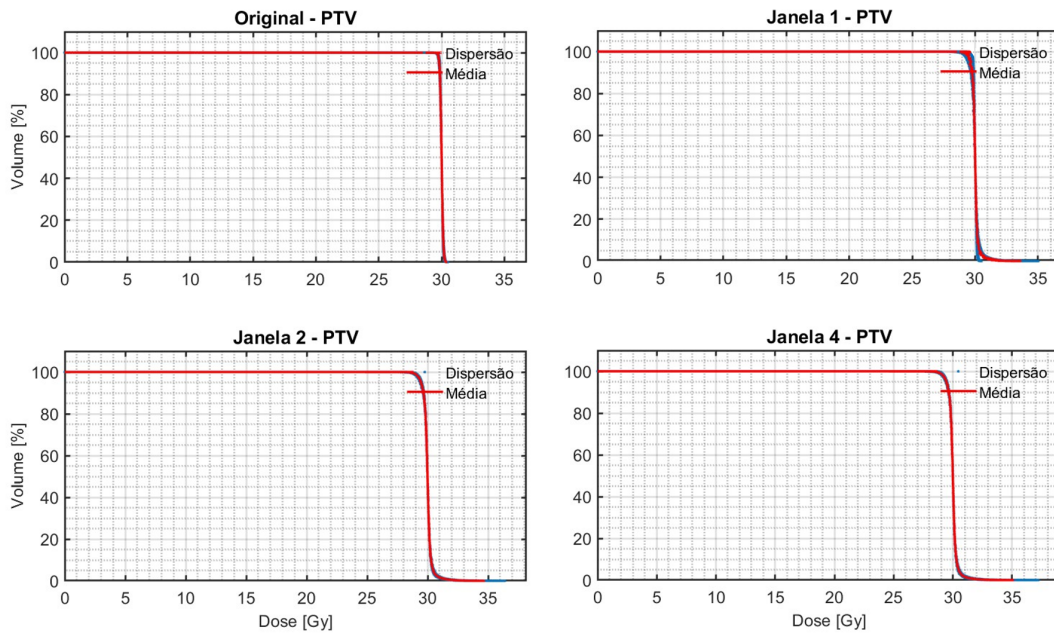 Original - PTV
Volume [%]
100
80
60
40
20
0
0 5 10 15 20 25 30 35
Dispersão
Média
Janela 1 - PTV
100
80
60
40
20
0
0 5 10 15 20 25 30 35
Dispersão
Média
Janela 2 - PTV
Volume [%]
100
80
60
40
20
0
0 5 10 15 20 25 30 35
Dose [Gy]
Dispersão
Média
Janela 4 - PTV
100
80
60
40
20
0
0 5 10 15 20 25 30 35
Dose [Gy]
Dispersão
Média